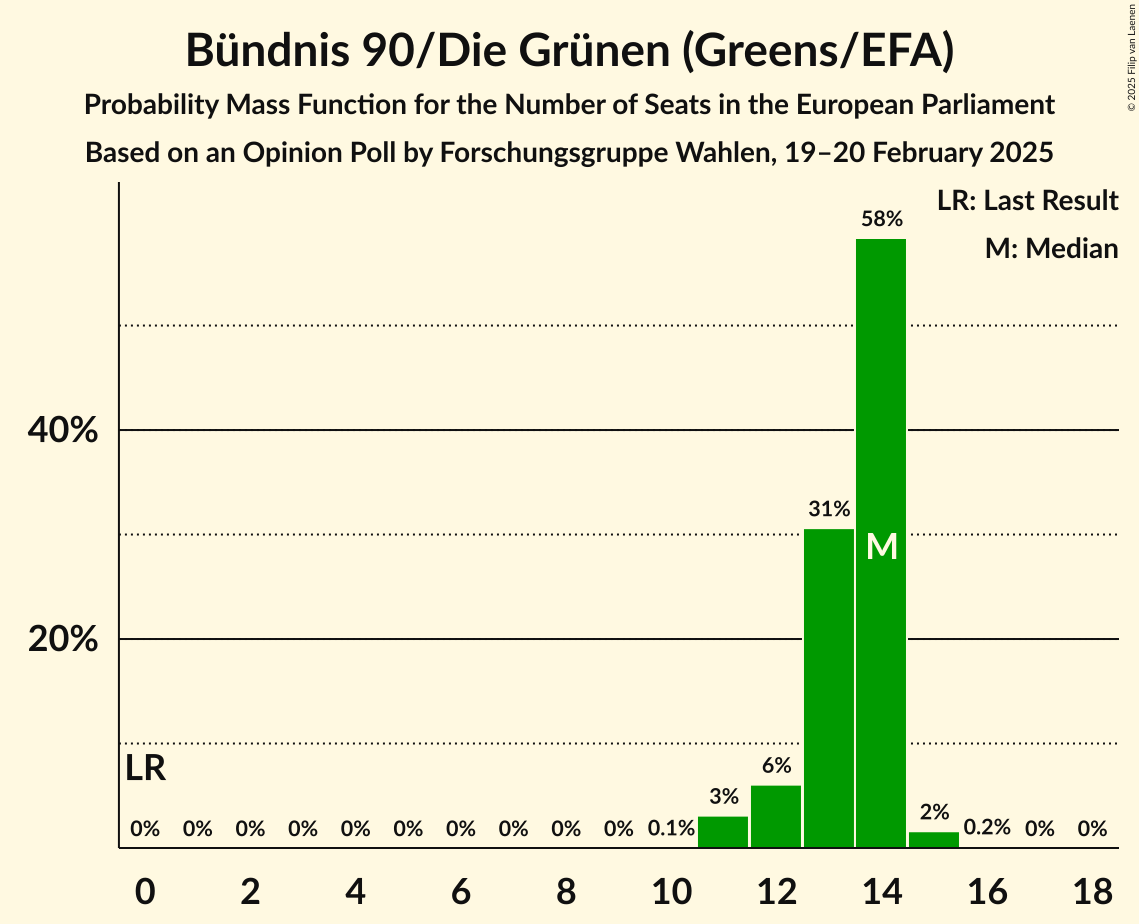 Bündnis 90/Die Grünen (Greens/EFA)
Probability Mass Function for the Number of Seats in the European Parliament
Based on an Opinion Poll by Forschungsgruppe Wahlen, 19–20 February 2025
© 2025 Filip van Laenen
LR: Last Result
M: Median
58%
40%
31%
M
20%
LR
6%
3%
2%
0% 0% 0% 0% 0% 0% 0% 0% 0% 0% 0.1% 0.2% 0% 0%
0 2 4 6 8 10 12 14 16 18